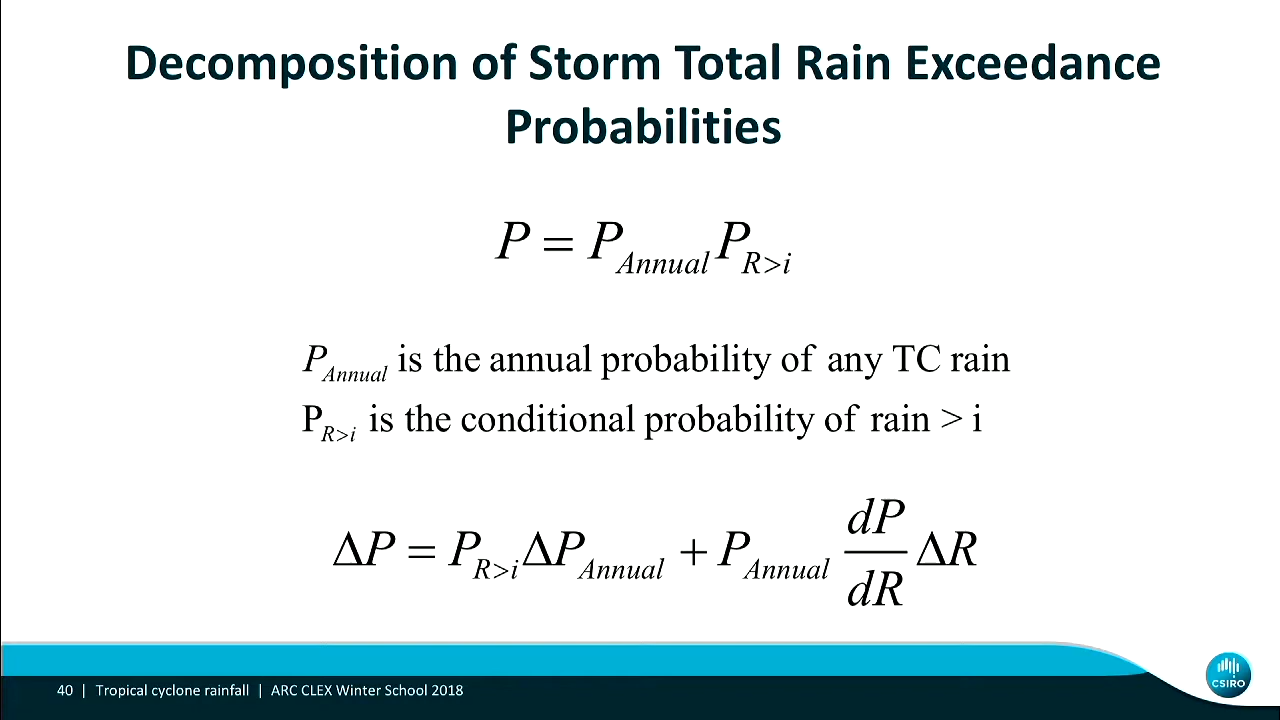 Decomposition of Storm Total Rain Exceedance
Probabilities
P = P_Annual P_R>i
P_Annual is the annual probability of any TC rain
P_R>i is the conditional probability of rain > i
ΔP = P_R>i ΔP_Annual + P_Annual dP/dR ΔR
40 | Tropical cyclone rainfall | ARC CLEX Winter School 2018
CSIRO